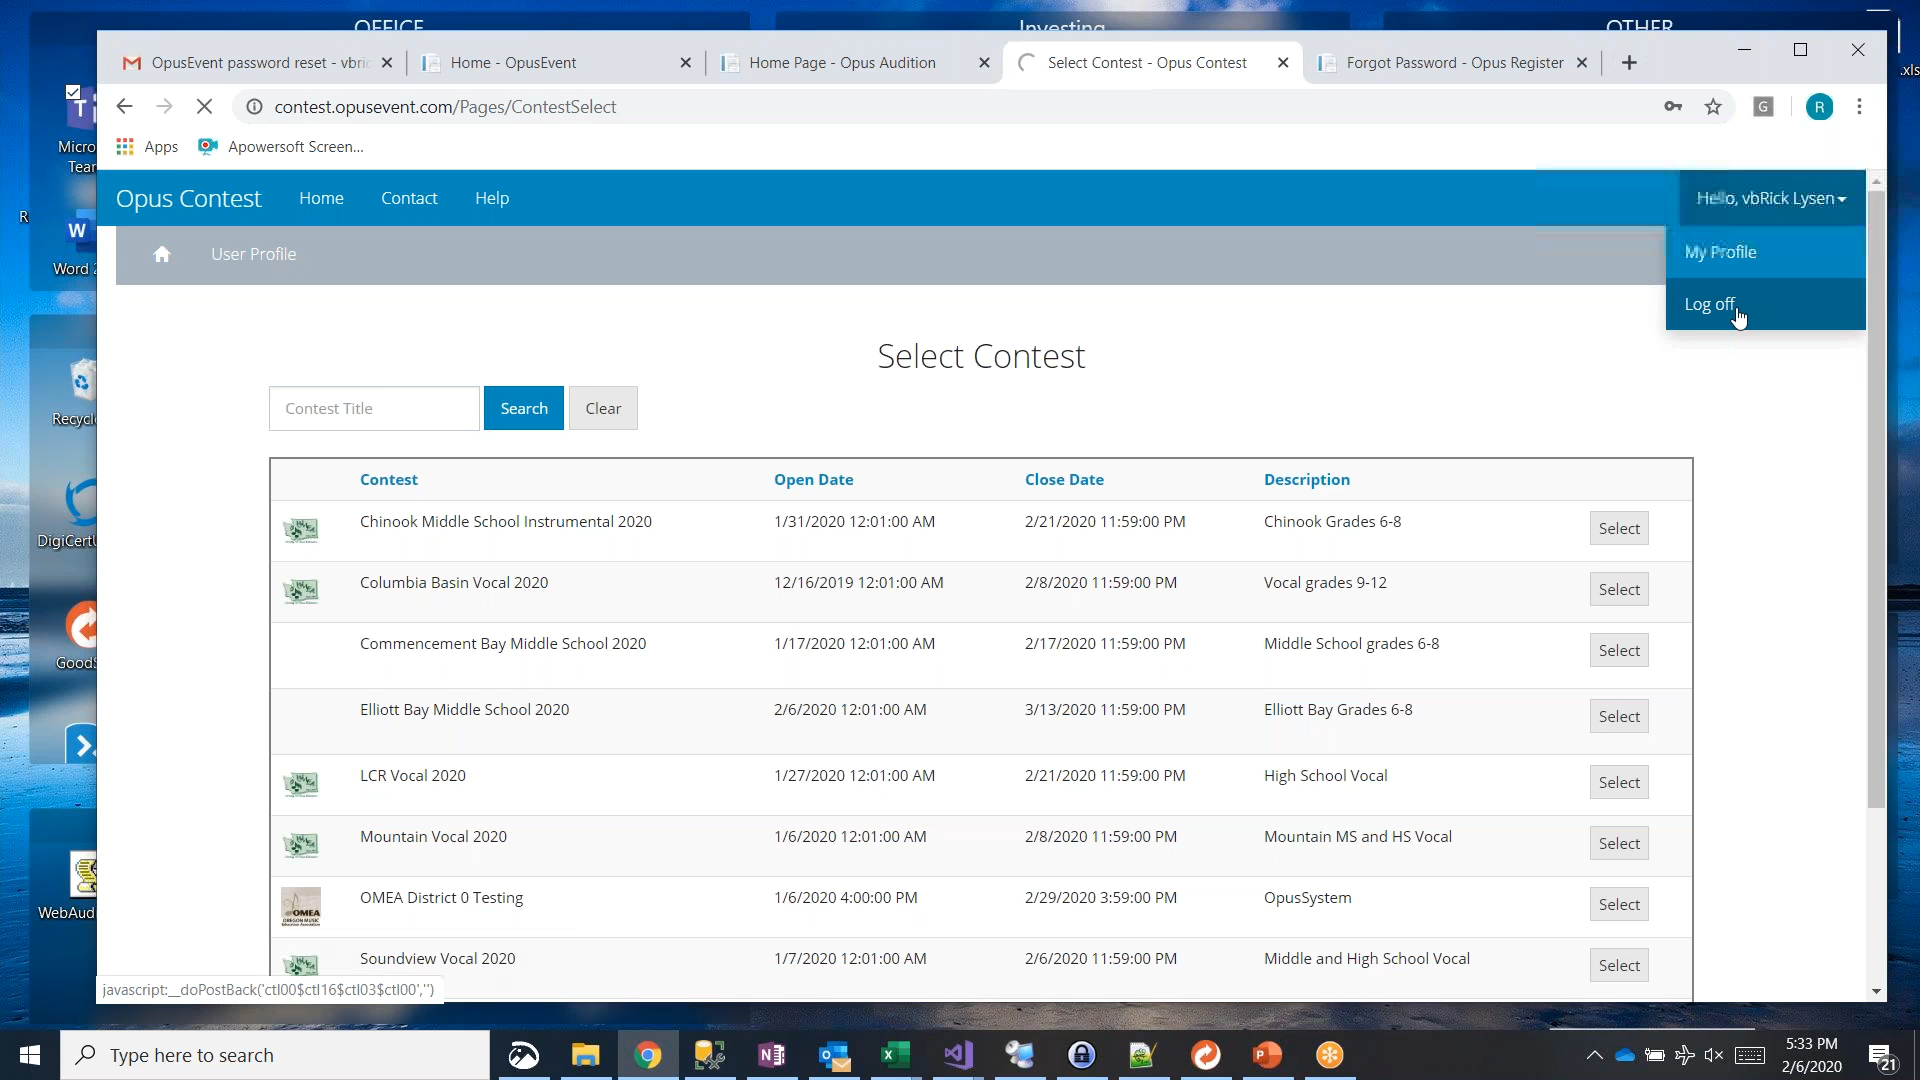 OFFICE
Investing
OTHER
OpusEvent password reset - vbri
Home - OpusEvent
Home Page - Opus Audition
Select Contest - Opus Contest
Forgot Password - Opus Register
contest.opusevent.com/Pages/ContestSelect
G
R
Apps
Apowersoft Screen...
Opus Contest
Home
Contact
Help
Hello, vbRick Lysen
User Profile
My Profile
Log off
Select Contest
Contest Title
Search
Clear
Contest Open Date Close Date Description
Chinook Middle School Instrumental 2020 1/31/2020 12:01:00 AM 2/21/2020 11:59:00 PM Chinook Grades 6-8 Select
Columbia Basin Vocal 2020 12/16/2019 12:01:00 AM 2/8/2020 11:59:00 PM Vocal grades 9-12 Select
Commencement Bay Middle School 2020 1/17/2020 12:01:00 AM 2/17/2020 11:59:00 PM Middle School grades 6-8 Select
Elliott Bay Middle School 2020 2/6/2020 12:01:00 AM 3/13/2020 11:59:00 PM Elliott Bay Grades 6-8 Select
LCR Vocal 2020 1/27/2020 12:01:00 AM 2/21/2020 11:59:00 PM High School Vocal Select
Mountain Vocal 2020 1/6/2020 12:01:00 AM 2/8/2020 11:59:00 PM Mountain MS and HS Vocal Select
OMEA
OMEA District 0 Testing 1/6/2020 4:00:00 PM 2/29/2020 3:59:00 PM OpusSystem Select
Soundview Vocal 2020 1/7/2020 12:01:00 AM 2/6/2020 11:59:00 PM Middle and High School Vocal Select
javascript:__doPostBack('ctl00$ctl16$ctl03$ctl00','')
Micro
Tea
R
W
Word 2
Recycle
DigiCertU
GoodS
WebAud
.xls
Type here to search
5:33 PM
2/6/2020
21